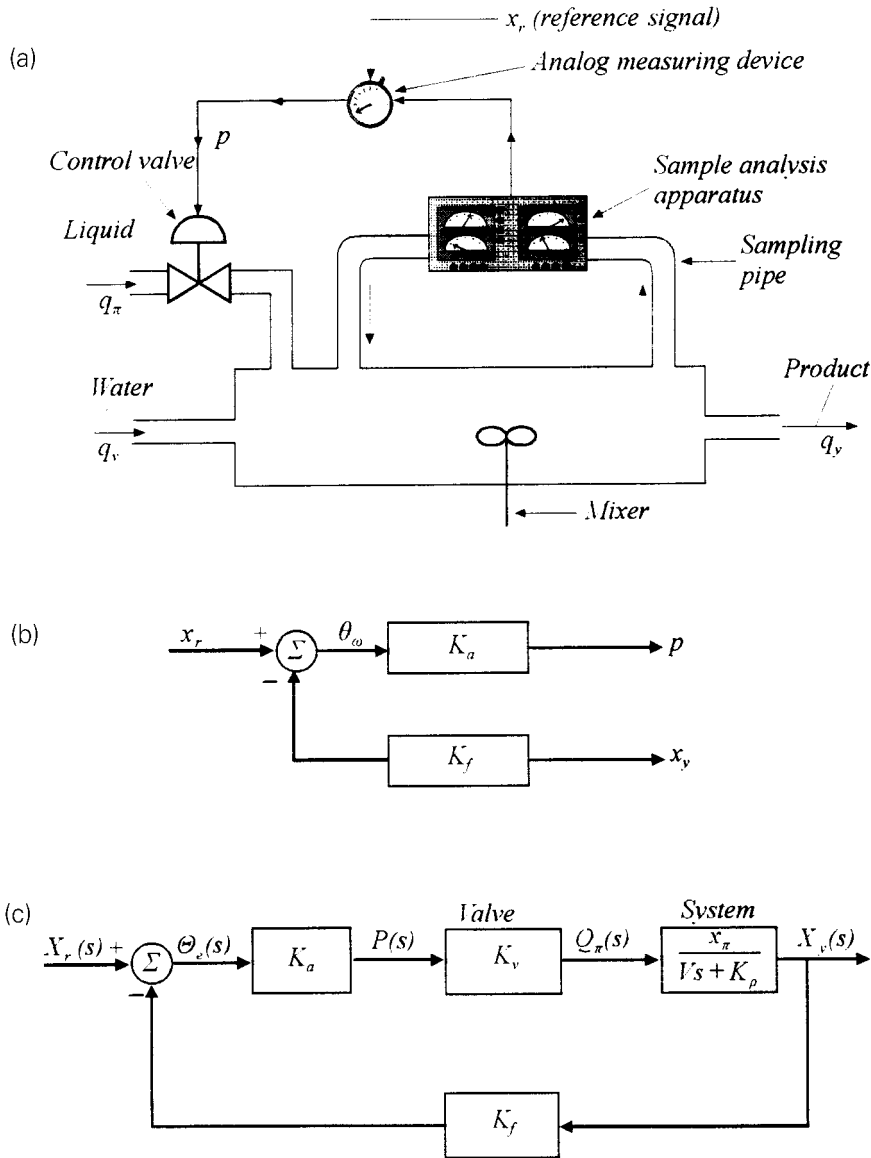 (a)
x_r (reference signal)
Analog measuring device
p
Control valve
Sample analysis
apparatus
Liquid
Sampling
pipe
q_π
Water
Product
q_v
q_y
Mixer
(b)
x_r + Σ θ_ω K_a p
−
K_f x_y
(c)
Valve System
X_r(s) + Σ Θ_e(s) K_a P(s) K_v Q_π(s) x_π / Vs + K_ρ X_y(s)
−
K_f